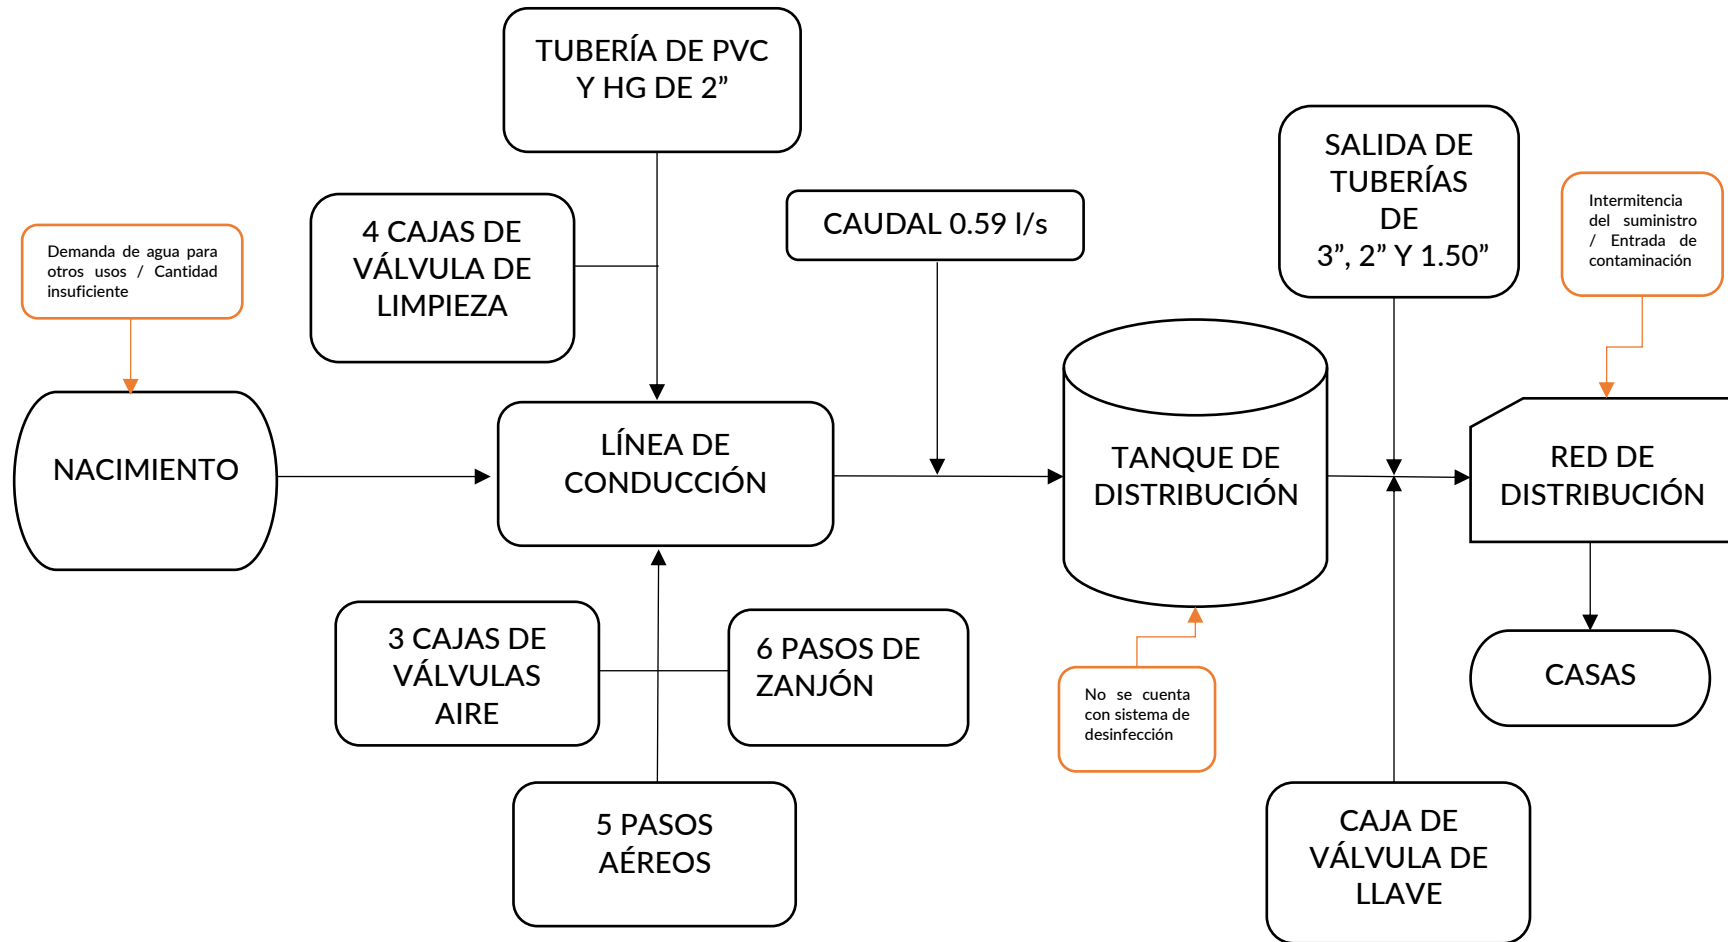 TUBERÍA DE PVC
Y HG DE 2”
4 CAJAS DE
VÁLVULA DE
LIMPIEZA
CAUDAL 0.59 l/s
SALIDA DE
TUBERÍAS
DE
3”, 2” Y 1.50”
Intermitencia
del suministro
/ Entrada de
contaminación
Demanda de agua para
otros usos / Cantidad
insuficiente
NACIMIENTO
LÍNEA DE
CONDUCCIÓN
TANQUE DE
DISTRIBUCIÓN
RED DE
DISTRIBUCIÓN
3 CAJAS DE
VÁLVULAS
AIRE
6 PASOS DE
ZANJÓN
No se cuenta
con sistema de
desinfección
CASAS
5 PASOS
AÉREOS
CAJA DE
VÁLVULA DE
LLAVE